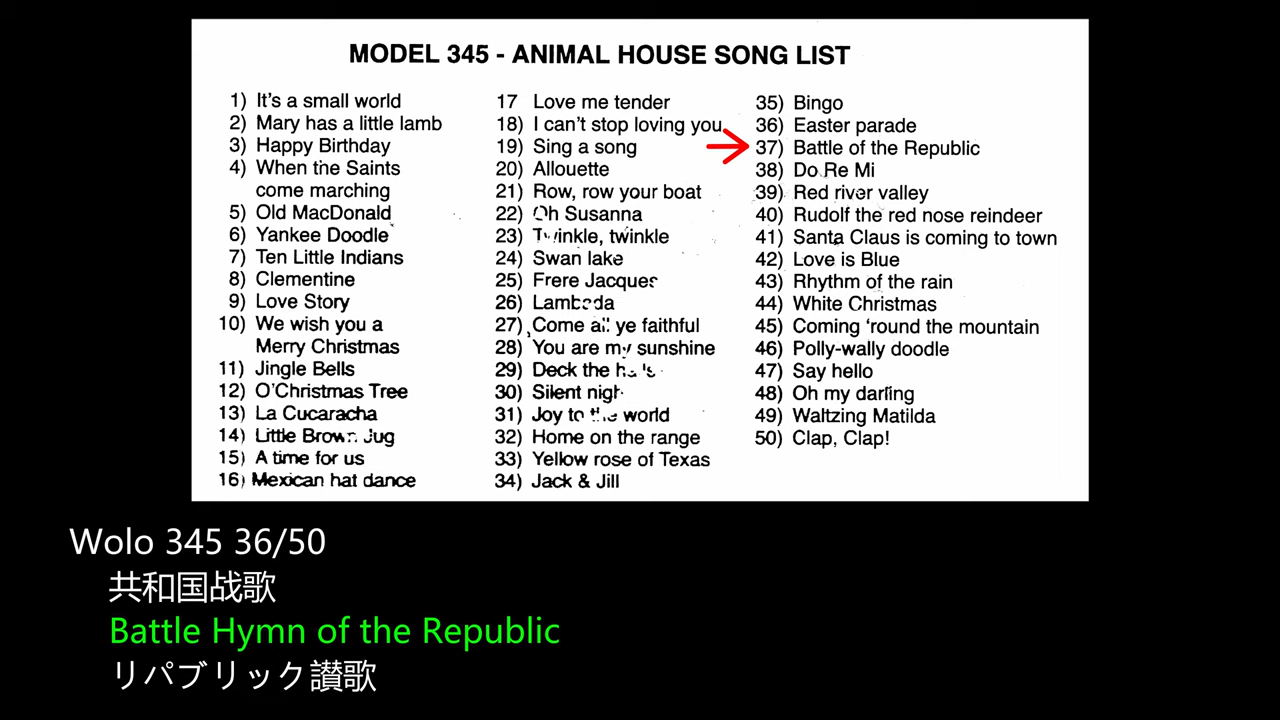 MODEL 345 - ANIMAL HOUSE SONG LIST
1) It's a small world
2) Mary has a little lamb
3) Happy Birthday
4) When the Saints
come marching
5) Old MacDonald
6) Yankee Doodle
7) Ten Little Indians
8) Clementine
9) Love Story
10) We wish you a
Merry Christmas
11) Jingle Bells
12) O'Christmas Tree
13) La Cucaracha
14) Little Brown Jug
15) A time for us
16) Mexican hat dance
17 Love me tender
18) I can't stop loving you
19) Sing a song
20) Allouette
21) Row, row your boat
22) Oh Susanna
23) Twinkle, twinkle
24) Swan lake
25) Frere Jacques
26) Lambada
27) Come all ye faithful
28) You are my sunshine
29) Deck the halls
30) Silent night
31) Joy to the world
32) Home on the range
33) Yellow rose of Texas
34) Jack & Jill
35) Bingo
36) Easter parade
37) Battle of the Republic
38) Do Re Mi
39) Red river valley
40) Rudolf the red nose reindeer
41) Santa Claus is coming to town
42) Love is Blue
43) Rhythm of the rain
44) White Christmas
45) Coming 'round the mountain
46) Polly-wally doodle
47) Say hello
48) Oh my darling
49) Waltzing Matilda
50) Clap, Clap!
Wolo 345 36/50
共和国战歌
Battle Hymn of the Republic
リパブリック讃歌